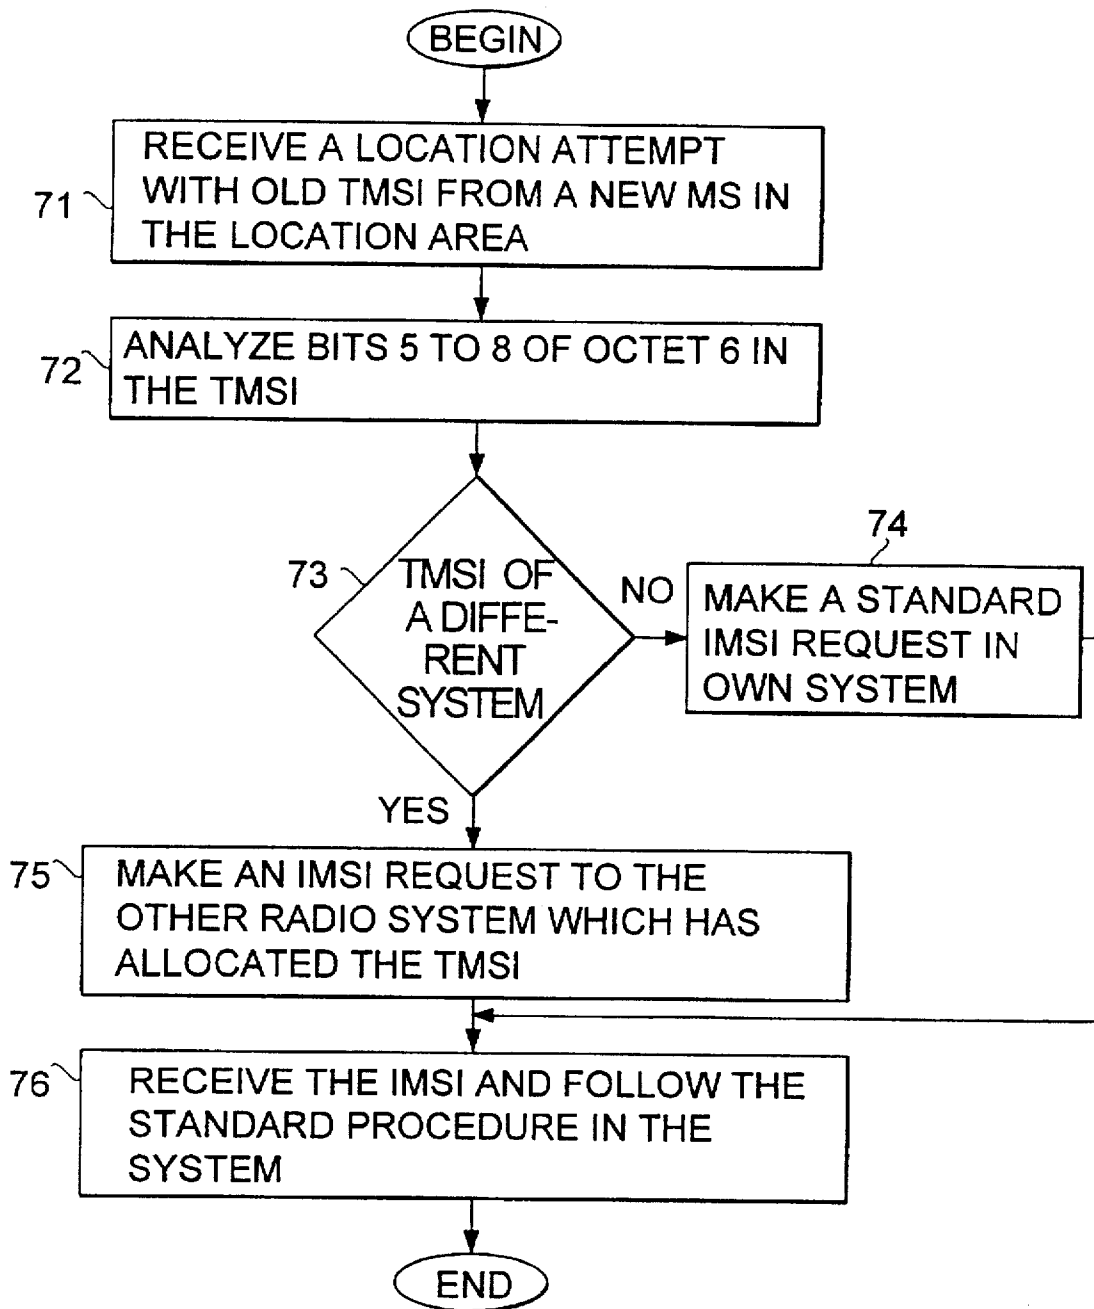 BEGIN
71
RECEIVE A LOCATION ATTEMPT
WITH OLD TMSI FROM A NEW MS IN
THE LOCATION AREA
72
ANALYZE BITS 5 TO 8 OF OCTET 6 IN
THE TMSI
73
TMSI OF
A DIFFE-
RENT
SYSTEM
NO
74
MAKE A STANDARD
IMSI REQUEST IN
OWN SYSTEM
YES
75
MAKE AN IMSI REQUEST TO THE
OTHER RADIO SYSTEM WHICH HAS
ALLOCATED THE TMSI
76
RECEIVE THE IMSI AND FOLLOW THE
STANDARD PROCEDURE IN THE
SYSTEM
END